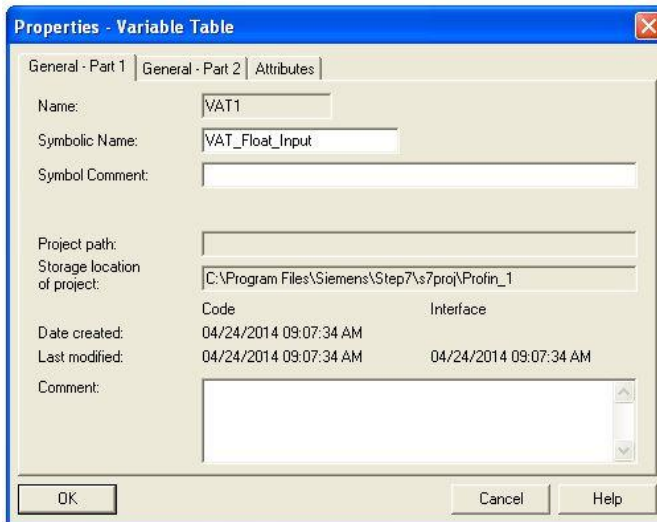 Properties - Variable Table
General - Part 1 General - Part 2 Attributes
Name: VAT1
Symbolic Name: VAT_Float_Input
Symbol Comment:
Project path:
Storage location
of project: C:\Program Files\Siemens\Step7\s7proj\Profin_1
Code Interface
Date created: 04/24/2014 09:07:34 AM
Last modified: 04/24/2014 09:07:34 AM 04/24/2014 09:07:34 AM
Comment:
OK Cancel Help